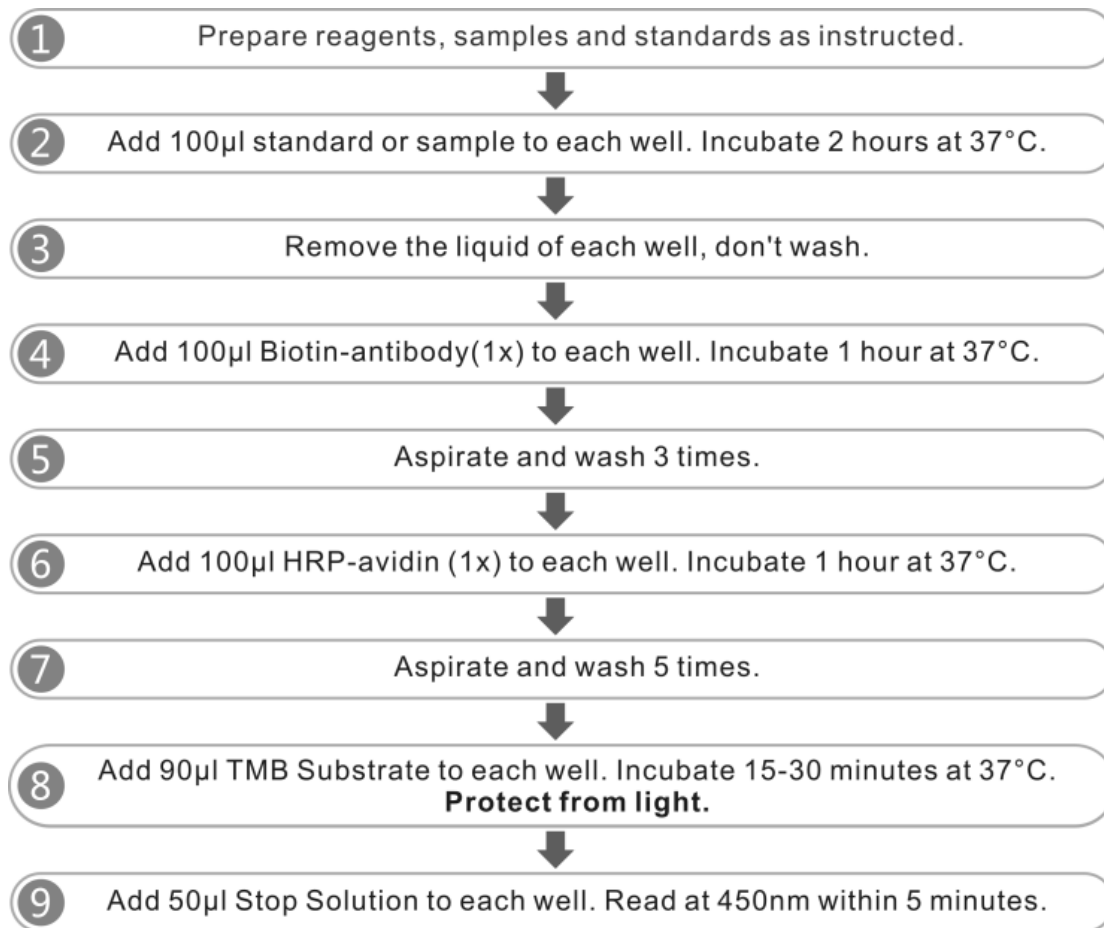 1 Prepare reagents, samples and standards as instructed.
2 Add 100µl standard or sample to each well. Incubate 2 hours at 37°C.
3 Remove the liquid of each well, don't wash.
4 Add 100µl Biotin-antibody(1x) to each well. Incubate 1 hour at 37°C.
5 Aspirate and wash 3 times.
6 Add 100µl HRP-avidin (1x) to each well. Incubate 1 hour at 37°C.
7 Aspirate and wash 5 times.
8 Add 90µl TMB Substrate to each well. Incubate 15-30 minutes at 37°C.
Protect from light.
9 Add 50µl Stop Solution to each well. Read at 450nm within 5 minutes.